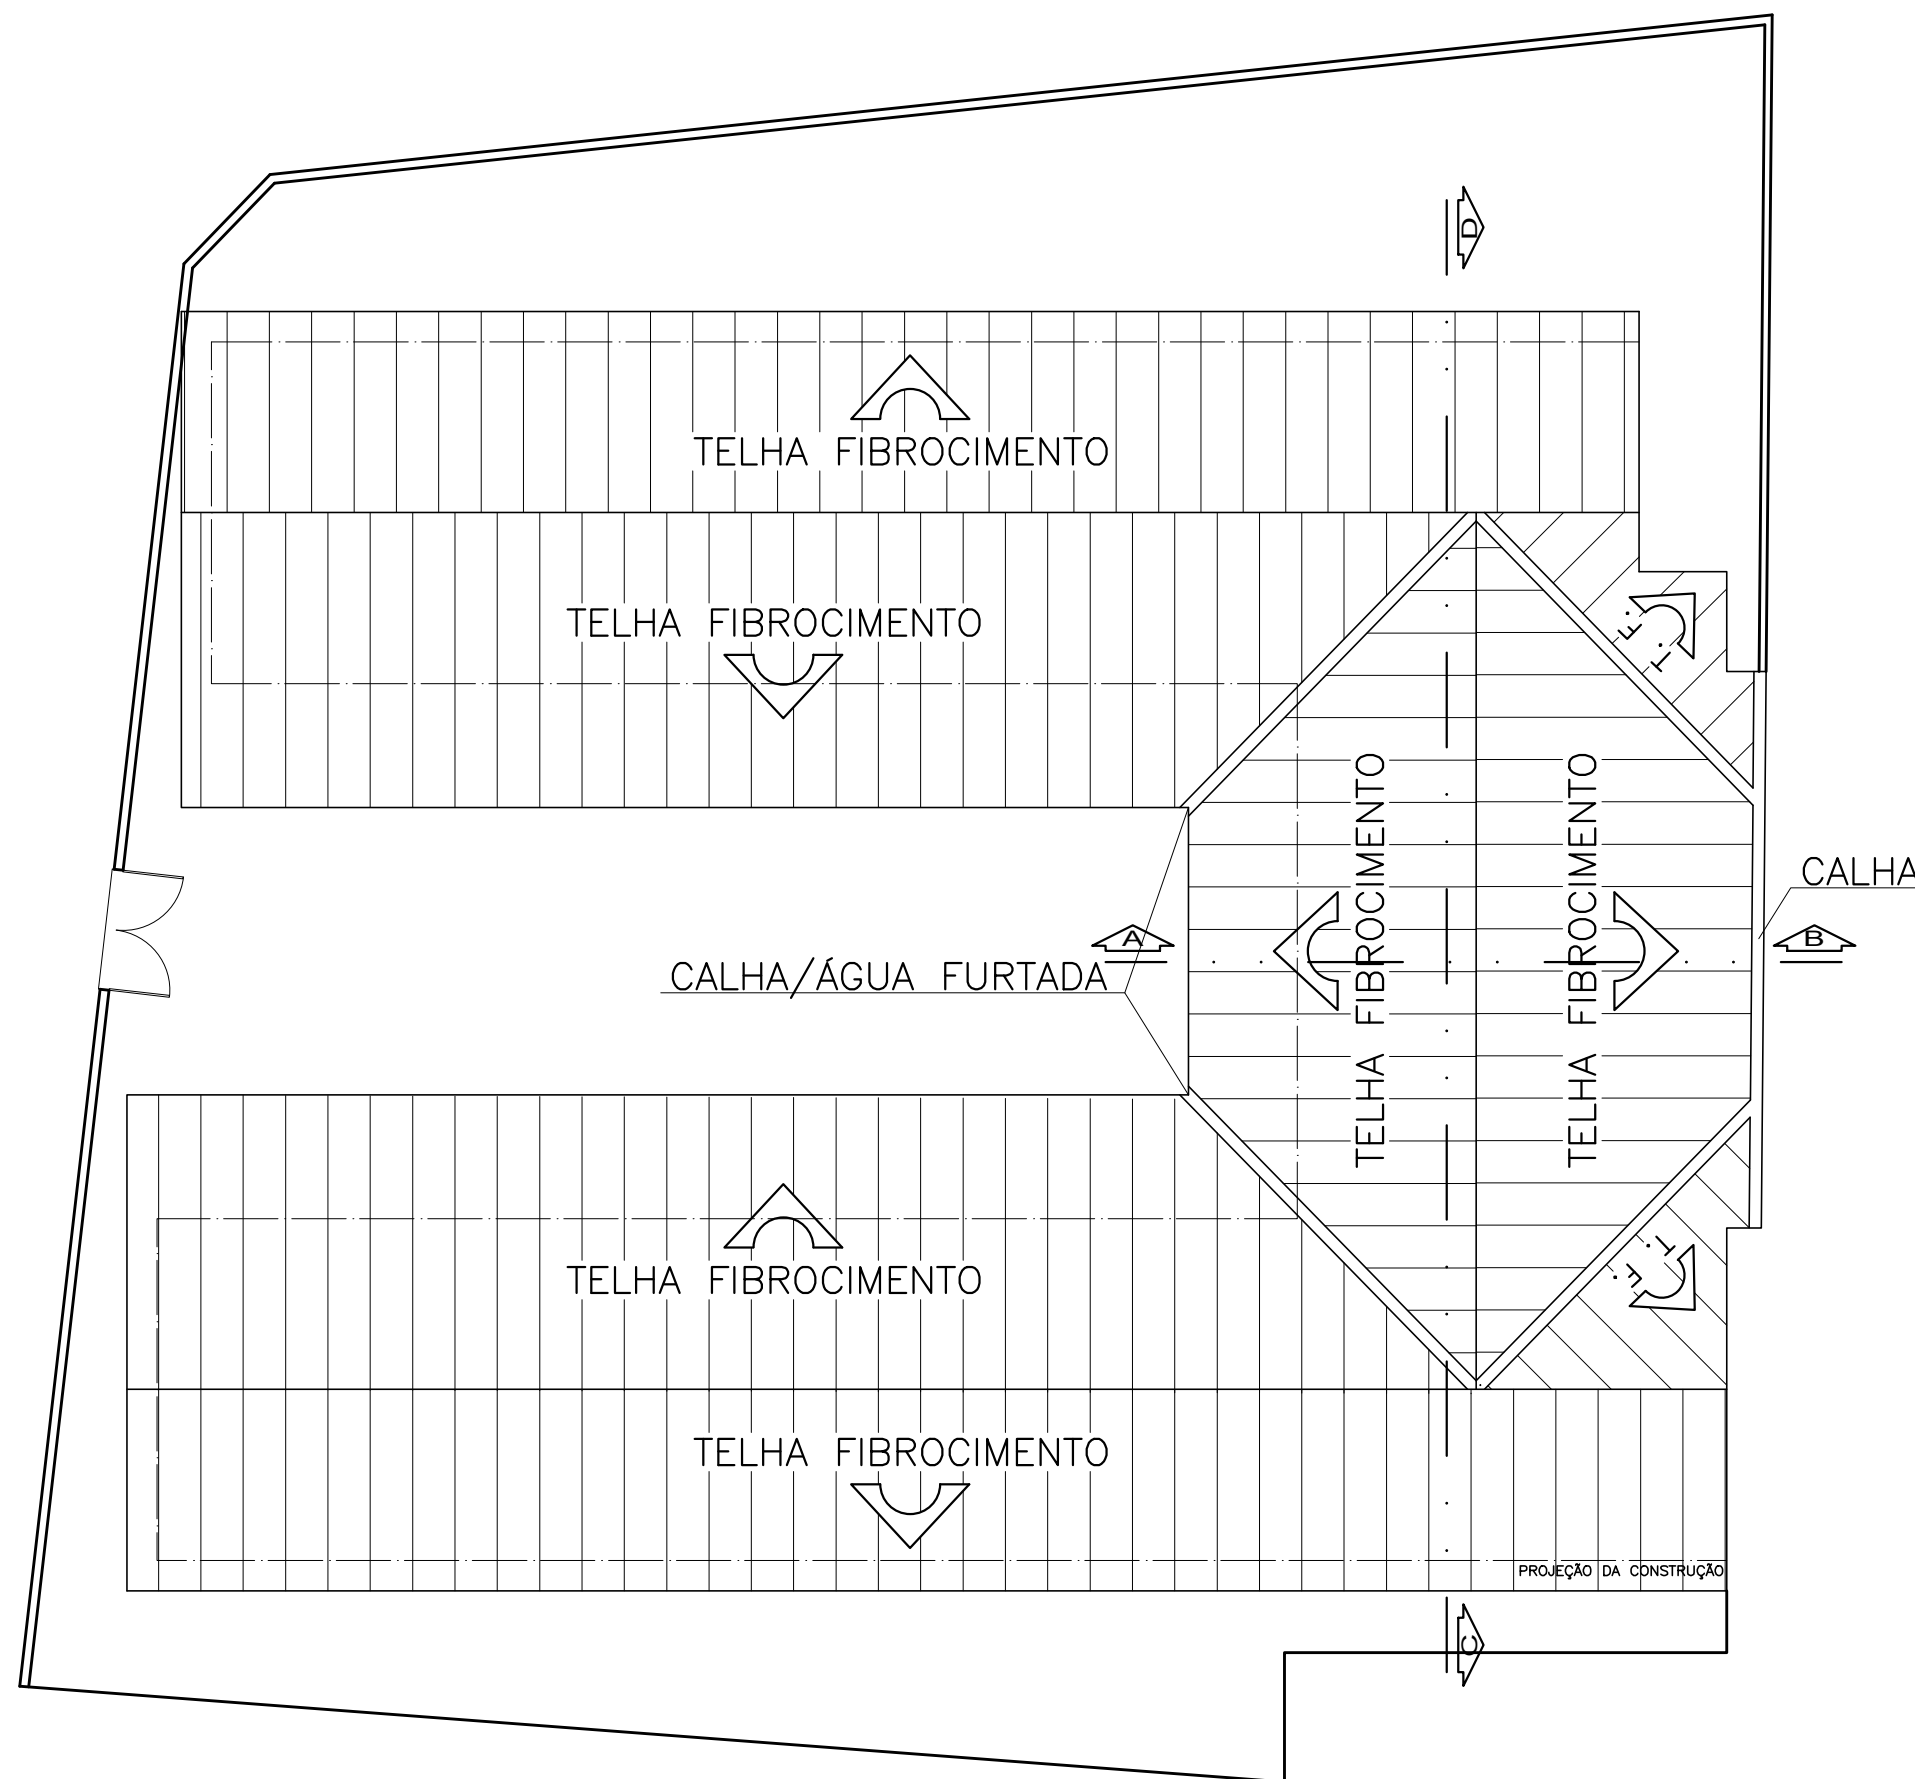 D
TELHA FIBROCIMENTO
TELHA FIBROCIMENTO
T.F.
TELHA FIBROCIMENTO
TELHA FIBROCIMENTO
CALHA
A
B
CALHA/ÁGUA FURTADA
TELHA FIBROCIMENTO
T.F.
TELHA FIBROCIMENTO
PROJEÇÃO DA CONSTRUÇÃO
C